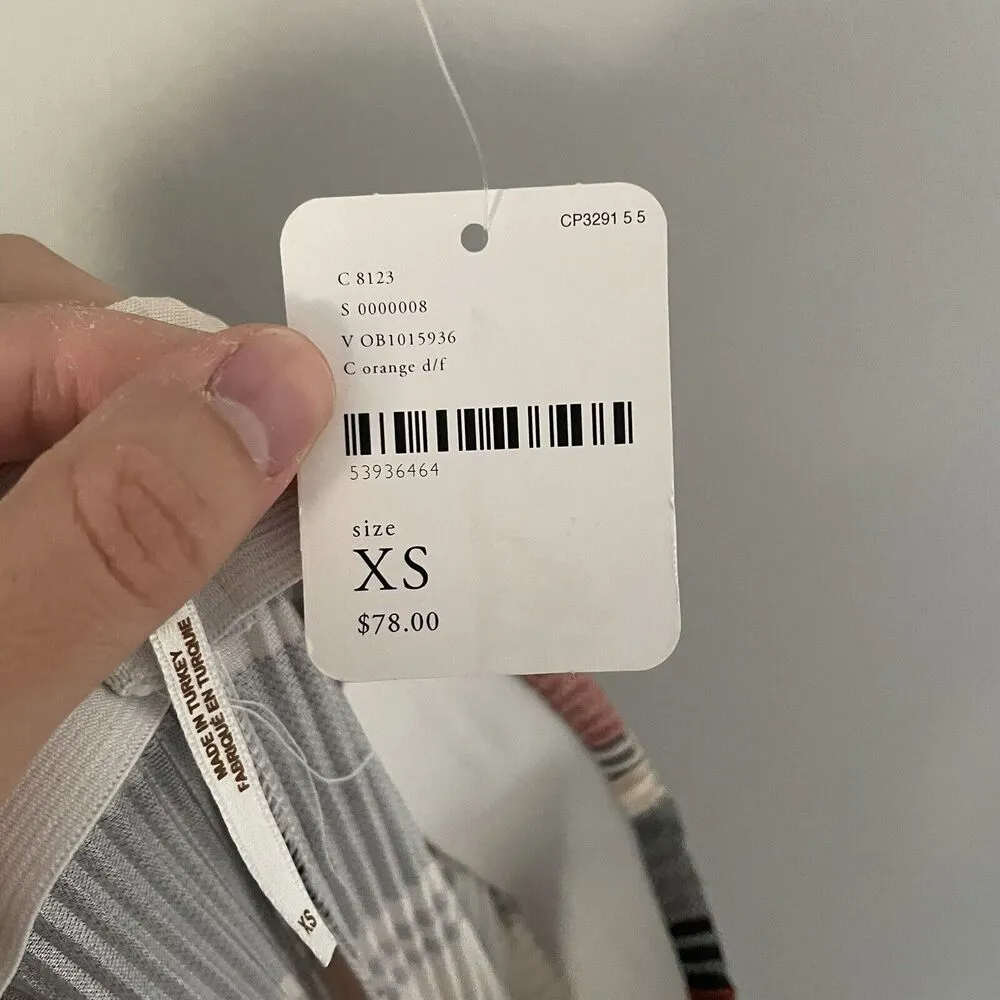 CP3291 5 5
C 8123
S 0000008
V OB1015936
C orange d/f
53936464
size
XS
$78.00
MADE IN TURKEY
FABRIQUÉ EN TURQUIE
XS